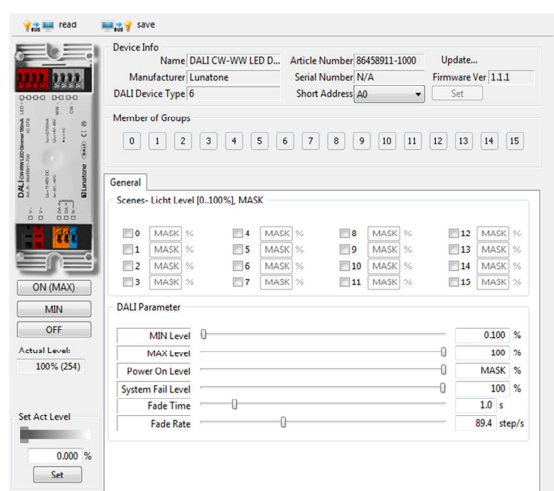 read save
Device Info
Name DALI CW-WW LED D... Article Number 86458911-1000 Update...
Manufacturer Lunatone Serial Number N/A Firmware Ver 1.1.1
DALI Device Type 6 Short Address A0 Set
Member of Groups
0 1 2 3 4 5 6 7 8 9 10 11 12 13 14 15
General
Scenes- Licht Level [0..100%], MASK
0 MASK % 4 MASK % 8 MASK % 12 MASK %
1 MASK % 5 MASK % 9 MASK % 13 MASK %
2 MASK % 6 MASK % 10 MASK % 14 MASK %
3 MASK % 7 MASK % 11 MASK % 15 MASK %
DALI Parameter
MIN Level 0.100 %
MAX Level 100 %
Power On Level MASK %
System Fail Level 100 %
Fade Time 1.0 s
Fade Rate 89.4 step/s
Lunatone
ON (MAX)
MIN
OFF
Actual Level:
100% (254)
Set Act Level
0.000 %
Set